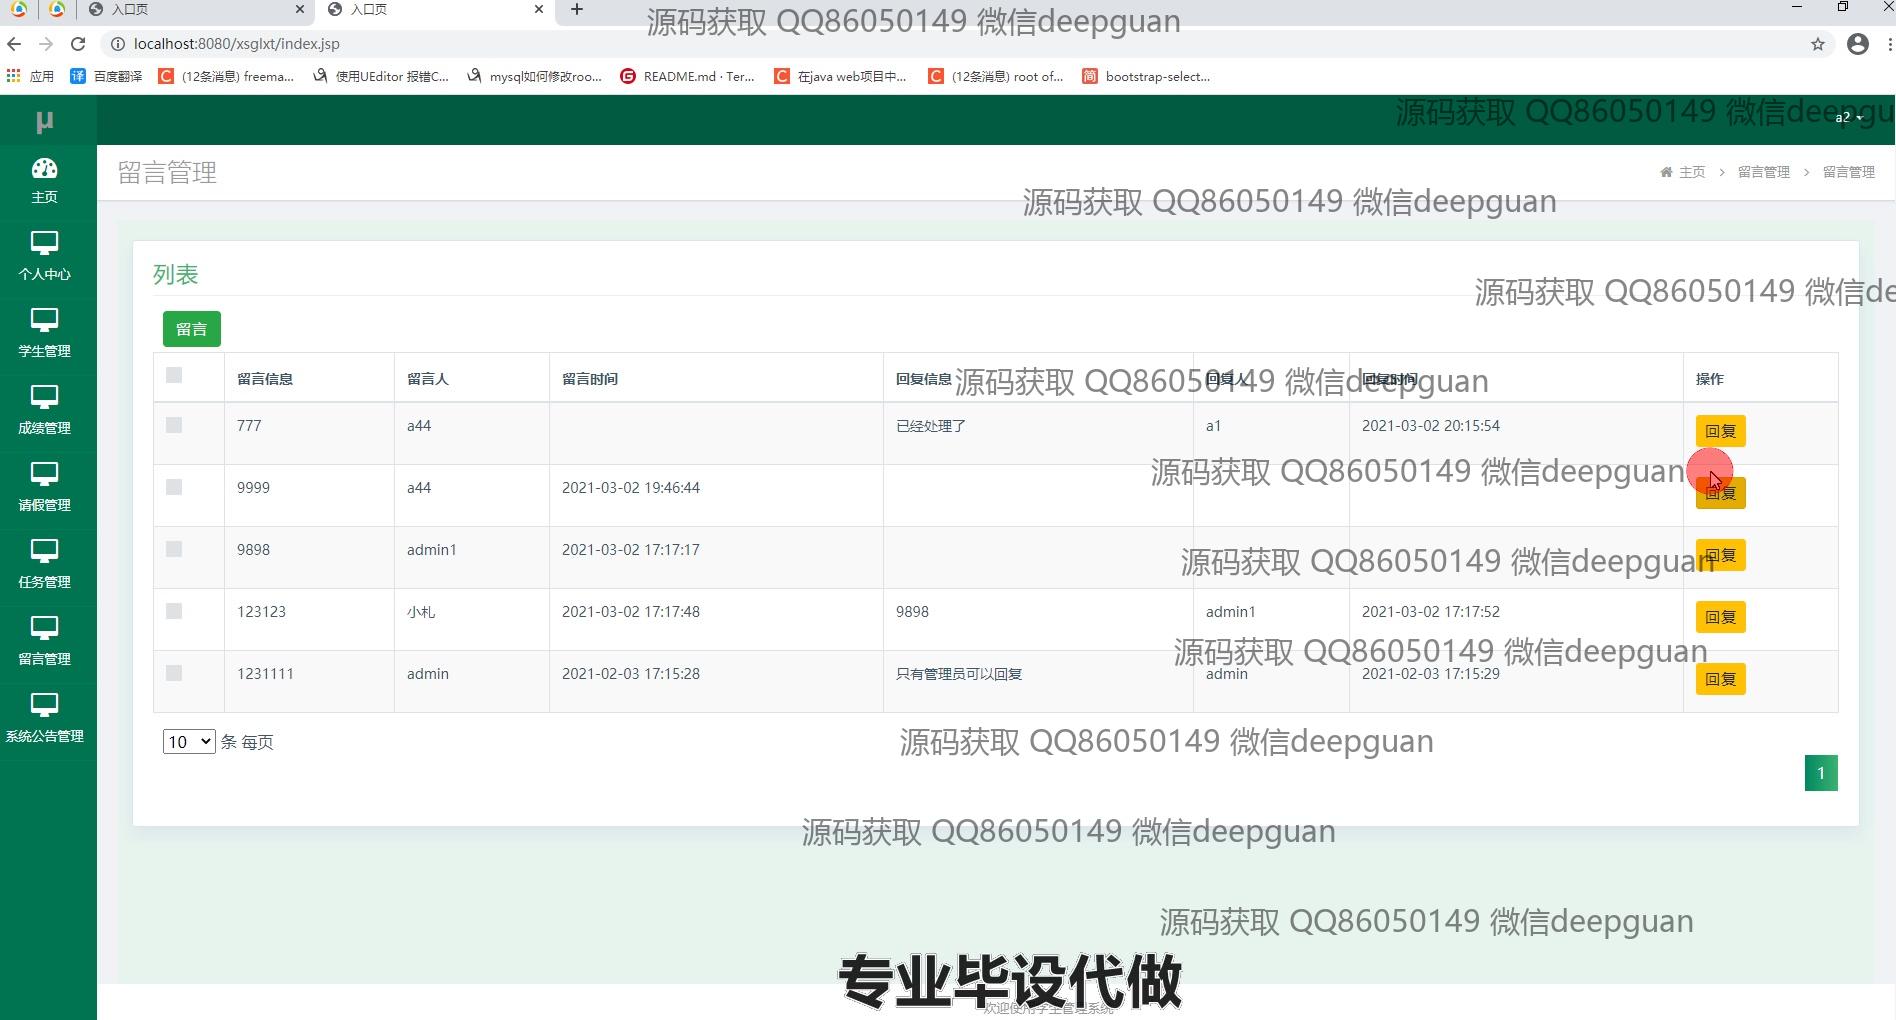 入口页
入口页
源码获取 QQ86050149 微信deepguan
localhost:8080/xsglxt/index.jsp
应用 百度翻译 (12条消息) freema... 使用UEditor 报错C... mysql如何修改roo... README.md · Ter... 在java web项目中... (12条消息) root of... bootstrap-select...
μ
源码获取 QQ86050149 微信deepgu
a2
主页
个人中心
学生管理
成绩管理
请假管理
任务管理
留言管理
系统公告管理
留言管理
主页 > 留言管理 > 留言管理
源码获取 QQ86050149 微信deepguan
列表
源码获取 QQ86050149 微信de
留言
留言信息 留言人 留言时间 回复信息 回复人 回复时间 操作
源码获取 QQ86050149 微信deepguan
777 a44 已经处理了 a1 2021-03-02 20:15:54 回复
源码获取 QQ86050149 微信deepguan
9999 a44 2021-03-02 19:46:44 回复
9898 admin1 2021-03-02 17:17:17 回复
源码获取 QQ86050149 微信deepguan
123123 小札 2021-03-02 17:17:48 9898 admin1 2021-03-02 17:17:52 回复
源码获取 QQ86050149 微信deepguan
1231111 admin 2021-02-03 17:15:28 只有管理员可以回复 admin 2021-02-03 17:15:29 回复
10 条 每页
源码获取 QQ86050149 微信deepguan
1
源码获取 QQ86050149 微信deepguan
源码获取 QQ86050149 微信deepguan
专业毕设代做
欢迎使用学生管理系统